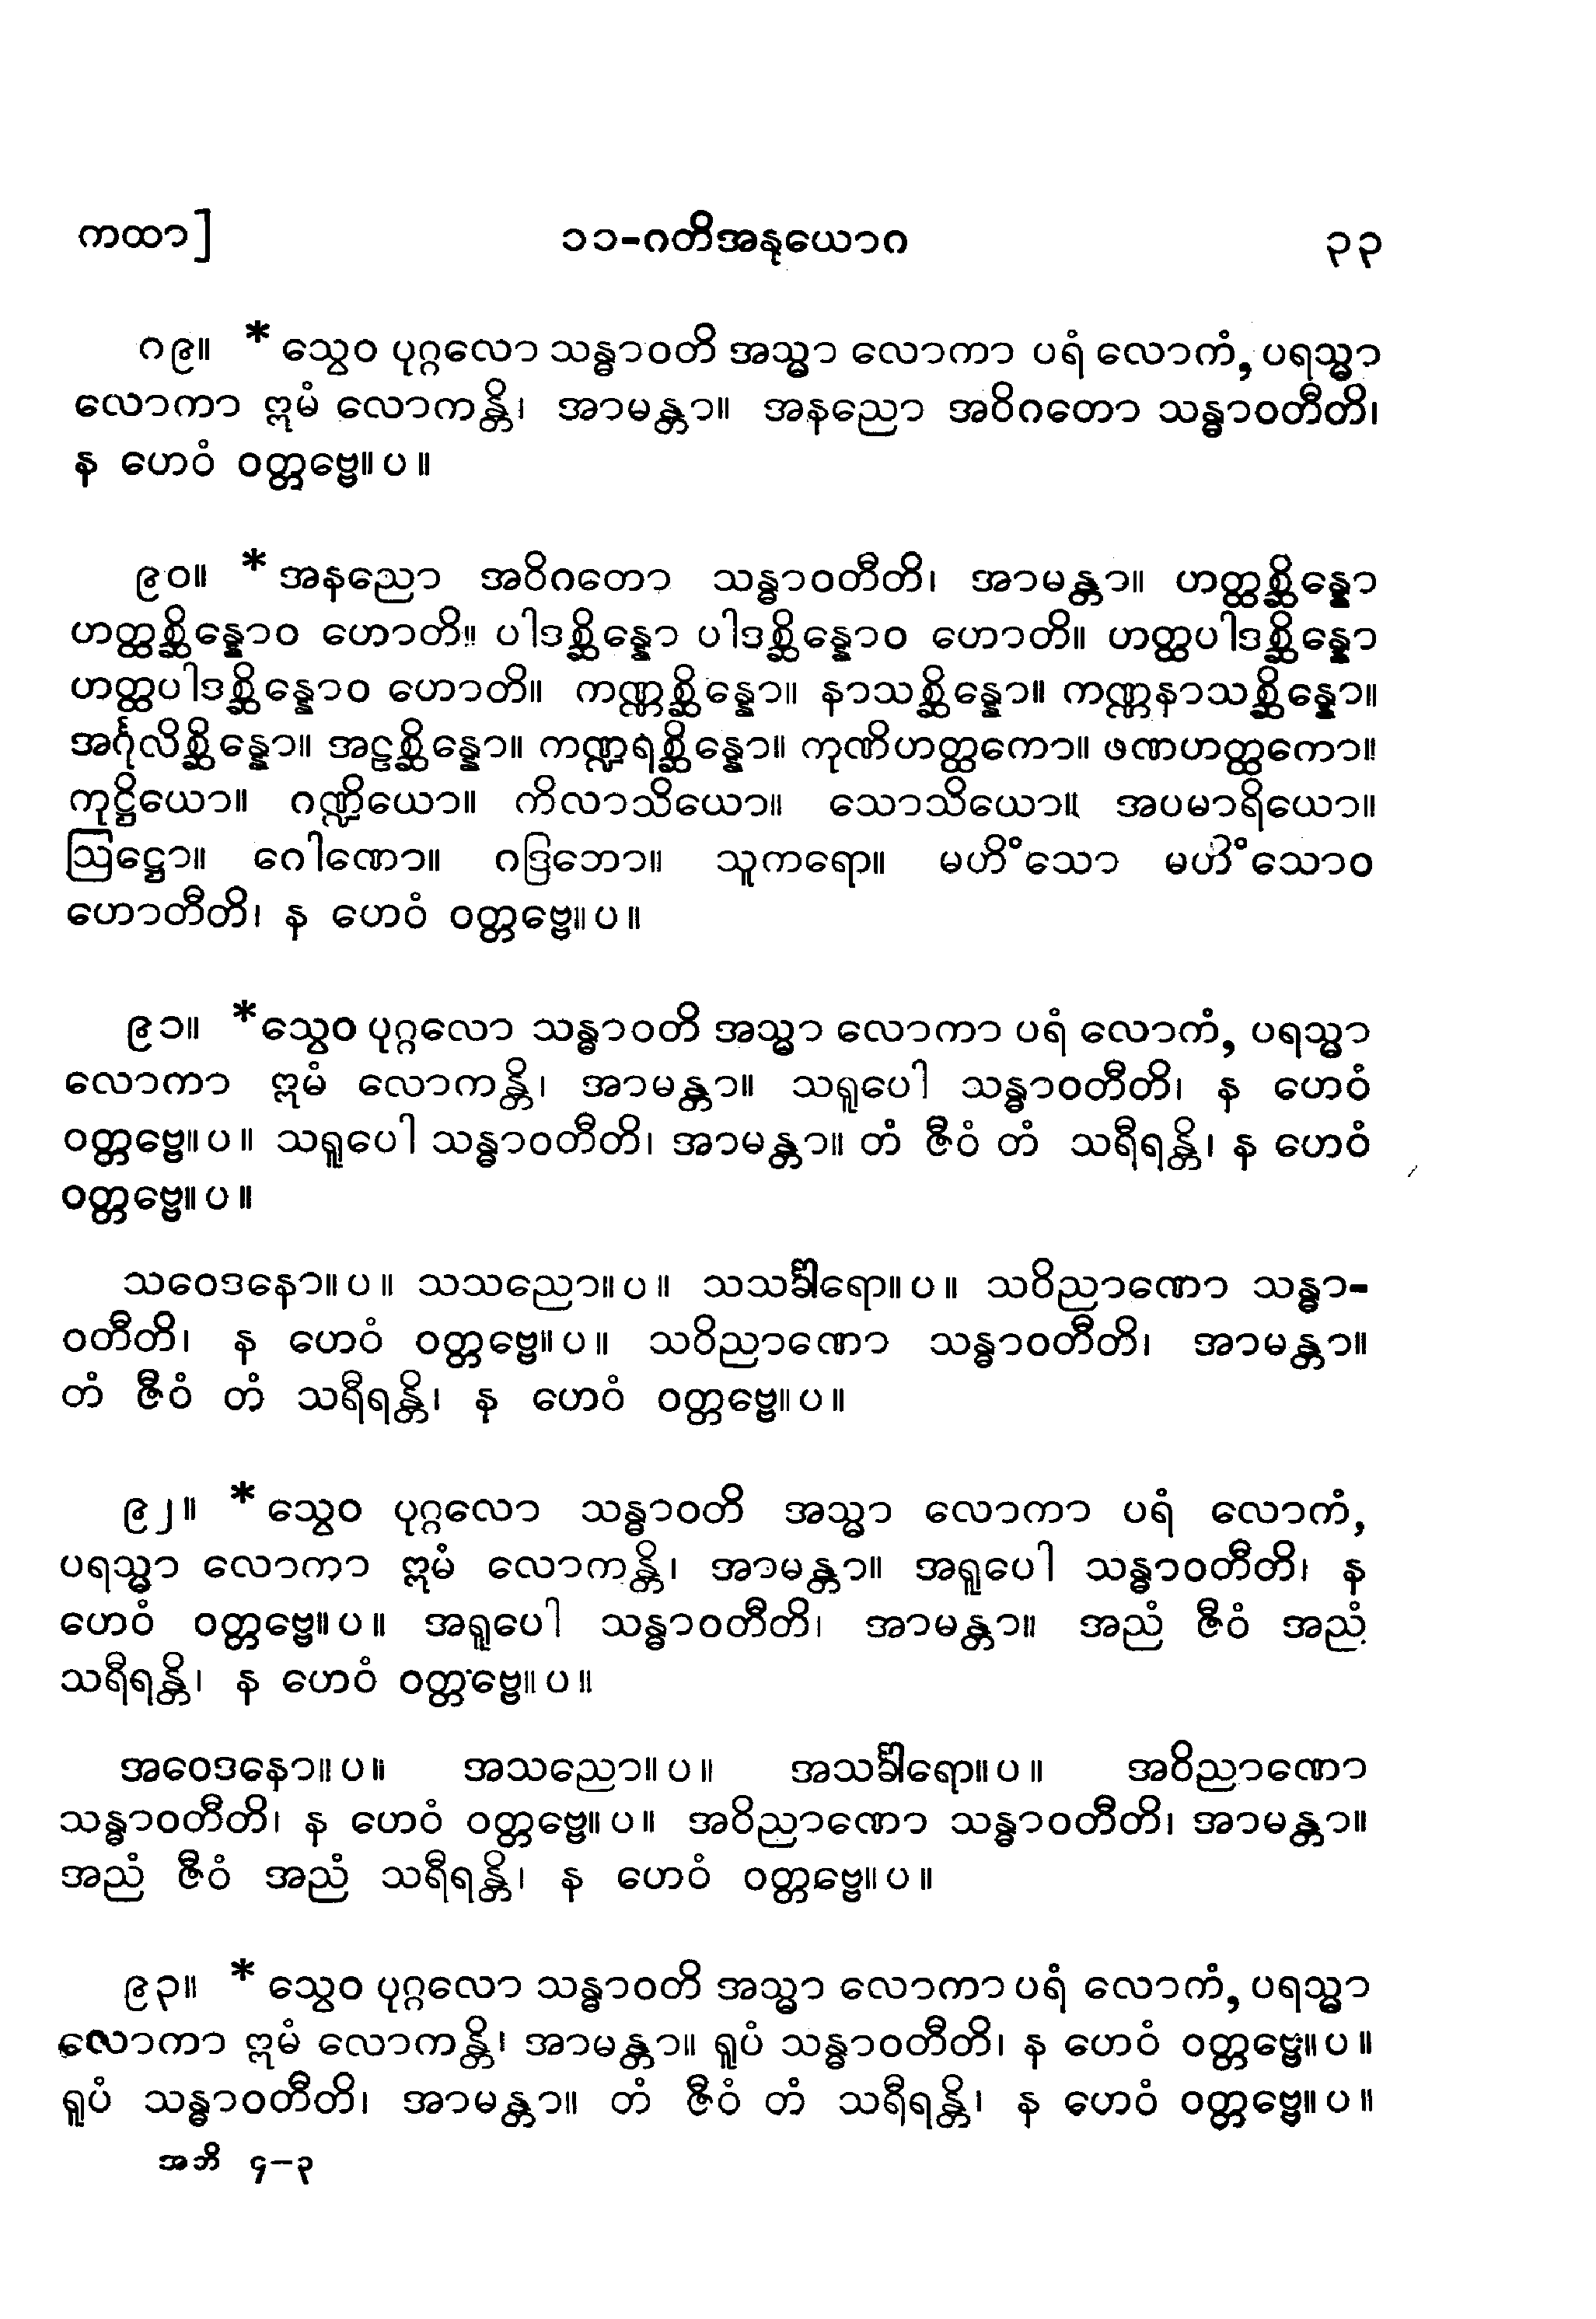 ကထာ] ၁၁-ဂတိအနုယောဂ ၃၃
ဂ၉။ *သွေဝ ပုဂ္ဂလော သန္ဓာဝတိ အသ္မာ လောကာ ပရံ လောကံ, ပရသ္မာ
လောကာ ဣမံ လောကန္တိ၊ အာမန္တာ။ အနညော အဝိဂတော သန္ဓာဝတီတိ၊
န ဟေဝံ ဝတ္တဗ္ဗေ။ ပ ။
၉၀။ *အနညော အဝိဂတော သန္ဓာဝတီတိ၊ အာမန္တာ။ ဟတ္ထစ္ဆိန္နော
ဟတ္ထစ္ဆိန္နောဝ ဟောတိ။ ပါဒစ္ဆိန္နော ပါဒစ္ဆိန္နောဝ ဟောတိ။ ဟတ္ထပါဒစ္ဆိန္နော
ဟတ္ထပါဒစ္ဆိန္နောဝ ဟောတိ။ ကဏ္ဏစ္ဆိန္နော။ နာသစ္ဆိန္နော။ ကဏ္ဏနာသစ္ဆိန္နော။
အင်္ဂုလိစ္ဆိန္နော။ အဠစ္ဆိန္နော။ ကဏ္ဍရစ္ဆိန္နော။ ကုဏိဟတ္ထကော။ ဖဏဟတ္ထကော။
ကုဋ္ဌိယော။ ဂဏ္ဍိယော။ ကိလာသိယော။ သောသိယော။ အပမာရိယော။
ဩဋ္ဌော။ ဂေါဏော။ ဂဒြဘော။ သူကရော။ မဟိံသော မဟိံသောဝ
ဟောတီတိ၊ န ဟေဝံ ဝတ္တဗ္ဗေ။ ပ ။
၉၁။ *သွေဝ ပုဂ္ဂလော သန္ဓာဝတိ အသ္မာ လောကာ ပရံ လောကံ, ပရသ္မာ
လောကာ ဣမံ လောကန္တိ၊ အာမန္တာ။ သရူပေါ သန္ဓာဝတီတိ၊ န ဟေဝံ
ဝတ္တဗ္ဗေ။ ပ ။ သရူပေါ သန္ဓာဝတီတိ၊ အာမန္တာ။ တံ ဇီဝံ တံ သရီရန္တိ၊ န ဟေဝံ
ဝတ္တဗ္ဗေ။ ပ ။
သဝေဒနော။ ပ ။ သသညော။ ပ ။ သသင်္ခါရော။ ပ ။ သဝိညာဏော သန္ဓာ-
ဝတီတိ၊ န ဟေဝံ ဝတ္တဗ္ဗေ။ ပ ။ သဝိညာဏော သန္ဓာဝတီတိ၊ အာမန္တာ။
တံ ဇီဝံ တံ သရီရန္တိ၊ န ဟေဝံ ဝတ္တဗ္ဗေ။ ပ ။
၉၂။ *သွေဝ ပုဂ္ဂလော သန္ဓာဝတိ အသ္မာ လောကာ ပရံ လောကံ,
ပရသ္မာ လောကာ ဣမံ လောကန္တိ၊ အာမန္တာ။ အရူပေါ သန္ဓာဝတီတိ၊ န
ဟေဝံ ဝတ္တဗ္ဗေ။ ပ ။ အရူပေါ သန္ဓာဝတီတိ၊ အာမန္တာ။ အညံ ဇီဝံ အညံ
သရီရန္တိ၊ န ဟေဝံ ဝတ္တဗ္ဗေ။ ပ ။
အဝေဒနော။ ပ ။ အသညော။ ပ ။ အသင်္ခါရော။ ပ ။ အဝိညာဏော
သန္ဓာဝတီတိ၊ န ဟေဝံ ဝတ္တဗ္ဗေ။ ပ ။ အဝိညာဏော သန္ဓာဝတီတိ၊ အာမန္တာ။
အညံ ဇီဝံ အညံ သရီရန္တိ၊ န ဟေဝံ ဝတ္တဗ္ဗေ။ ပ ။
၉၃။ *သွေဝ ပုဂ္ဂလော သန္ဓာဝတိ အသ္မာ လောကာ ပရံ လောကံ, ပရသ္မာ
လောကာ ဣမံ လောကန္တိ၊ အာမန္တာ။ ရူပံ သန္ဓာဝတီတိ၊ န ဟေဝံ ဝတ္တဗ္ဗေ။ ပ ။
ရူပံ သန္ဓာဝတီတိ၊ အာမန္တာ။ တံ ဇီဝံ တံ သရီရန္တိ၊ န ဟေဝံ ဝတ္တဗ္ဗေ။ ပ ။
အဘိ ၄-၃